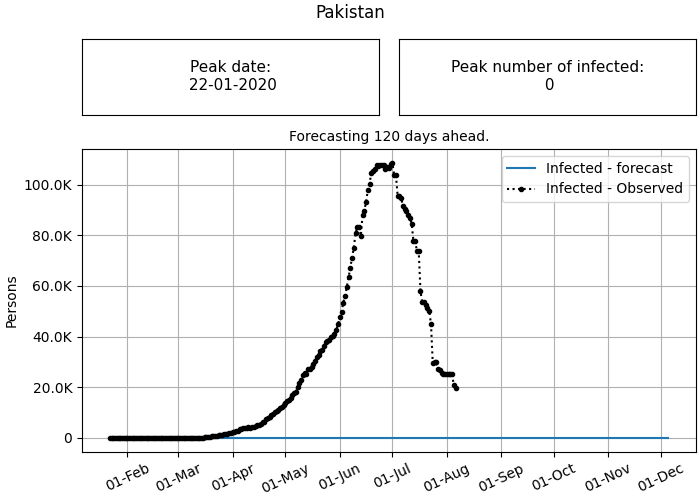 Pakistan
Peak date:
22-01-2020
Peak number of infected:
0
Forecasting 120 days ahead.
Infected - forecast
Infected - Observed
Persons
100.0K
80.0K
60.0K
40.0K
20.0K
0
01-Feb
01-Mar
01-Apr
01-May
01-Jun
01-Jul
01-Aug
01-Sep
01-Oct
01-Nov
01-Dec